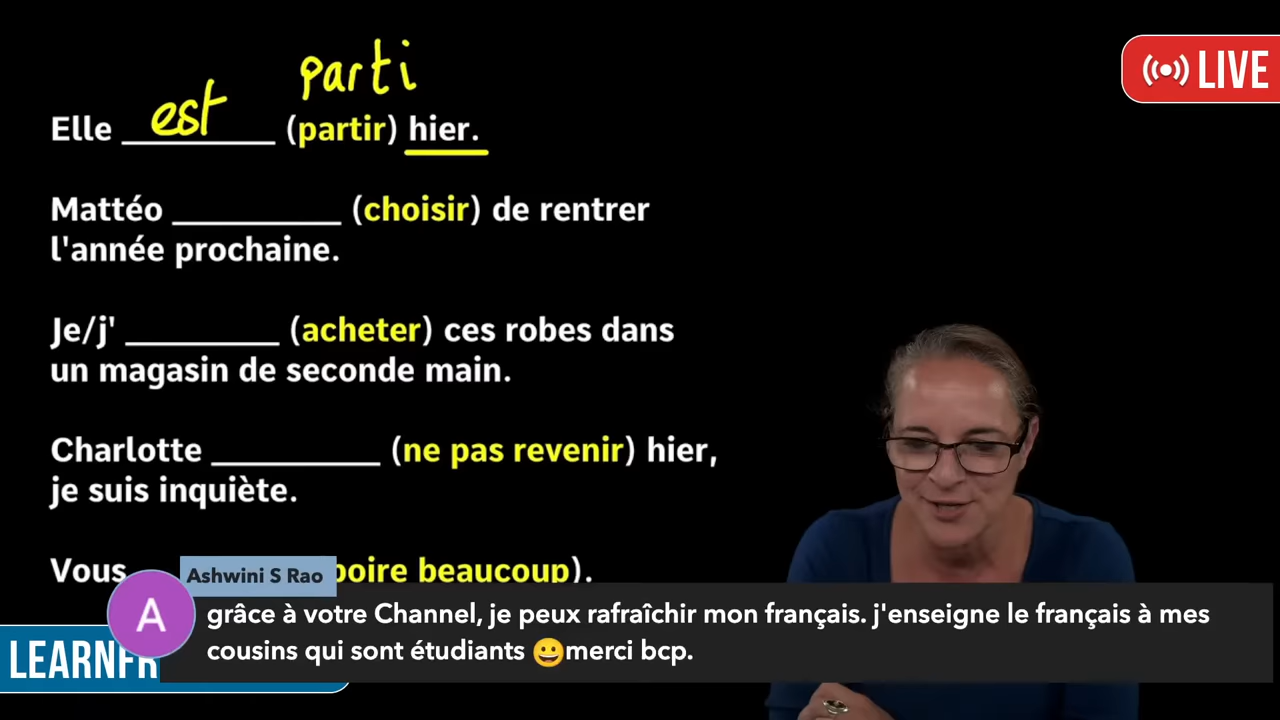 LIVE
parti
est
Elle __________ (partir) hier.
Mattéo __________ (choisir) de rentrer
l'année prochaine.
Je/j' __________ (acheter) ces robes dans
un magasin de seconde main.
Charlotte __________ (ne pas revenir) hier,
je suis inquiète.
Vous boire beaucoup).
Ashwini S Rao
A
grâce à votre Channel, je peux rafraîchir mon français. j'enseigne le français à mes
cousins qui sont étudiants 😀merci bcp.
LEARNFR